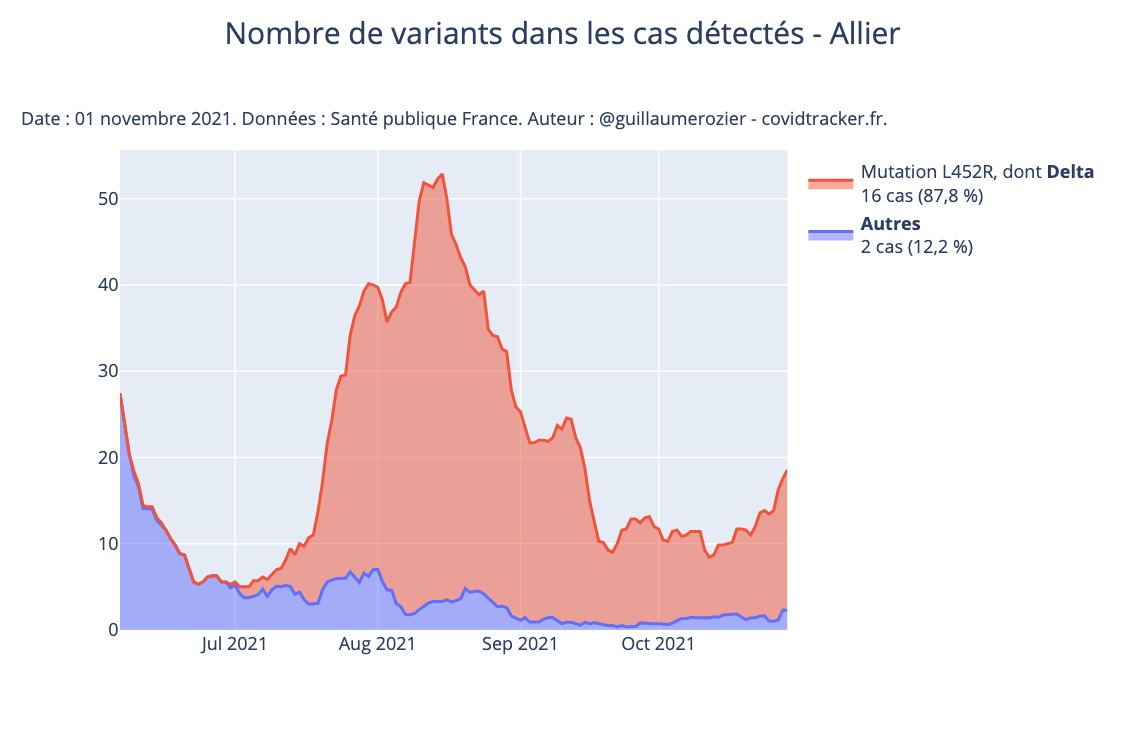 Nombre de variants dans les cas détectés - Allier
Date : 01 novembre 2021. Données : Santé publique France. Auteur : @guillaumerozier - covidtracker.fr.
Mutation L452R, dont Delta
16 cas (87,8 %)
Autres
2 cas (12,2 %)
50
40
30
20
10
0
Jul 2021
Aug 2021
Sep 2021
Oct 2021